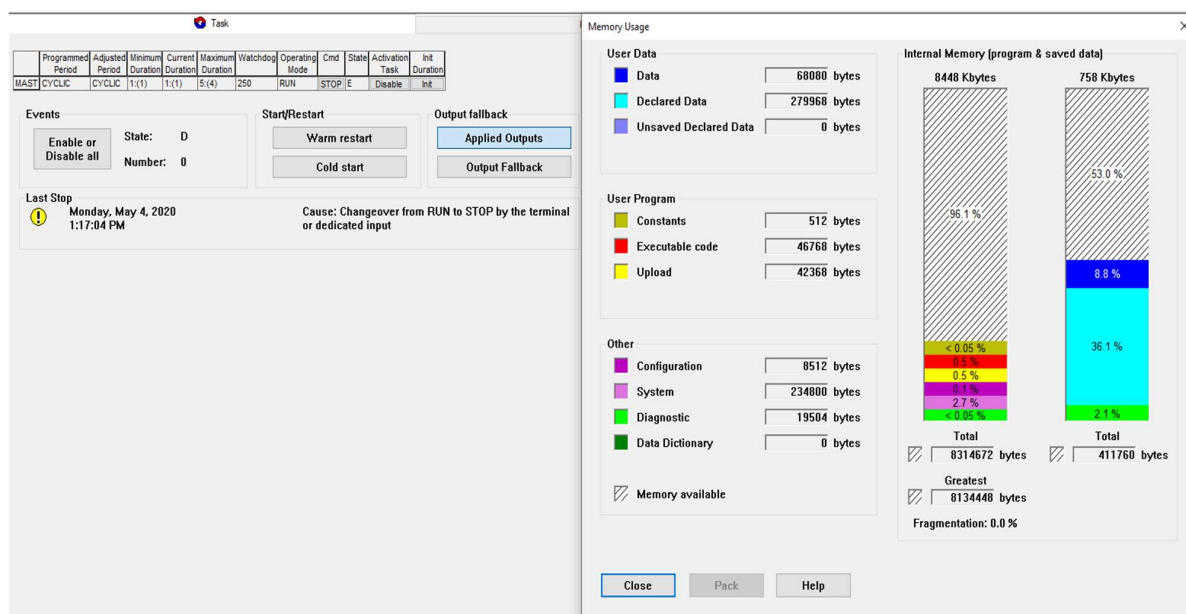 Task
Programmed Period Adjusted Period Minimum Duration Current Duration Maximum Duration Watchdog Operating Mode Cmd State Activation Task Init Duration
MAST CYCLIC CYCLIC 1:(1) 1:(1) 5:(4) 250 RUN STOP E Disable Init
Events
Enable or Disable all
State: D
Number: 0
Start/Restart
Warm restart
Cold start
Output fallback
Applied Outputs
Output Fallback
Last Stop
Monday, May 4, 2020
1:17:04 PM
Cause: Changeover from RUN to STOP by the terminal
or dedicated input
Memory Usage
User Data
Data 68080 bytes
Declared Data 279968 bytes
Unsaved Declared Data 0 bytes
User Program
Constants 512 bytes
Executable code 46768 bytes
Upload 42368 bytes
Other
Configuration 8512 bytes
System 234800 bytes
Diagnostic 19504 bytes
Data Dictionary 0 bytes
Memory available
Internal Memory (program & saved data)
8448 Kbytes 758 Kbytes
96.1 %
< 0.05 %
0.5 %
0.5 %
0.1 %
2.7 %
< 0.05 %
53.0 %
8.8 %
36.1 %
2.1 %
Total Total
8314672 bytes 411760 bytes
Greatest
8134448 bytes
Fragmentation: 0.0 %
Close Pack Help